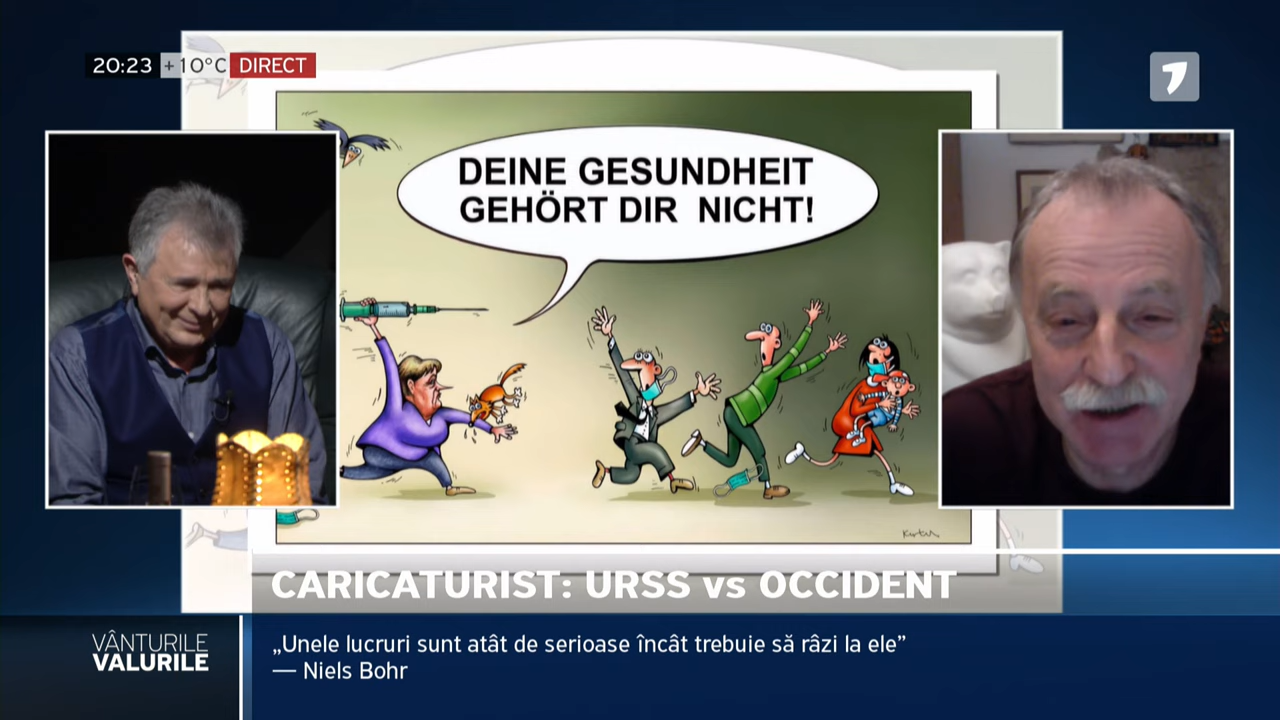 20:23 +10°C DIRECT
7
DEINE GESUNDHEIT
GEHÖRT DIR NICHT!
CARICATURIST: URSS vs OCCIDENT
VÂNTURILE
VALURILE
„Unele lucruri sunt atât de serioase încât trebuie să râzi la ele”
— Niels Bohr